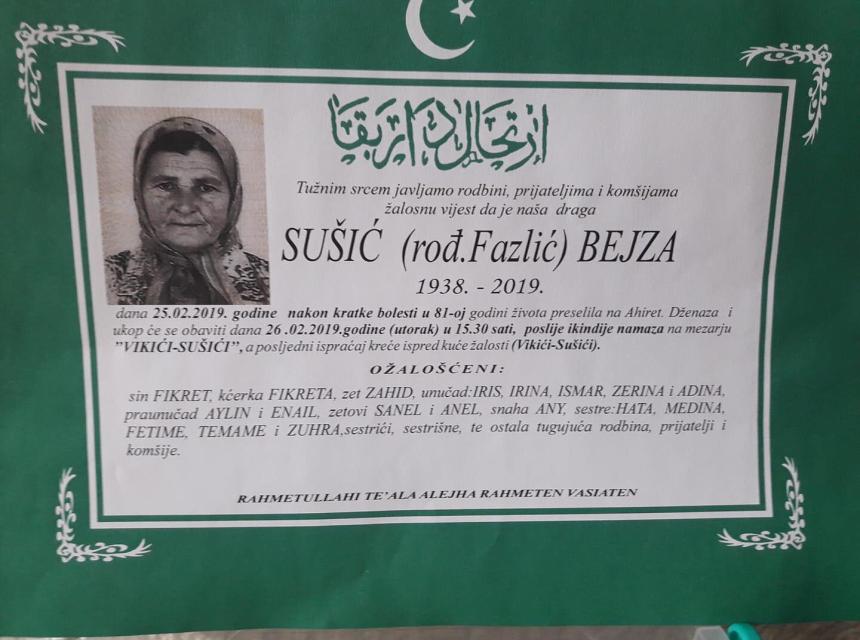 ارتحال دار بقا
Tužnim srcem javljamo rodbini, prijateljima i komšijama
žalosnu vijest da je naša draga
SUŠIĆ (rođ.Fazlić) BEJZA
1938. - 2019.
dana 25.02.2019. godine nakon kratke bolesti u 81-oj godini života preselila na Ahiret. Dženaza i
ukop će se obaviti dana 26 .02.2019.godine (utorak) u 15.30 sati, poslije ikindije namaza na mezarju
"VIKIĆI-SUŠIĆI", a posljedni ispraćaj kreće ispred kuće žalosti (Vikići-Sušići).
OŽALOŠĆENI:
sin FIKRET, kćerka FIKRETA, zet ZAHID, unučad:IRIS, IRINA, ISMAR, ZERINA i ADINA,
praunučad AYLIN i ENAIL, zetovi SANEL i ANEL, snaha ANY, sestre:HATA, MEDINA,
FETIME, TEMAME i ZUHRA,sestrići, sestrišne, te ostala tugujuća rodbina, prijatelji i
komšije.
RAHMETULLAHI TE'ALA ALEJHA RAHMETEN VASIATEN